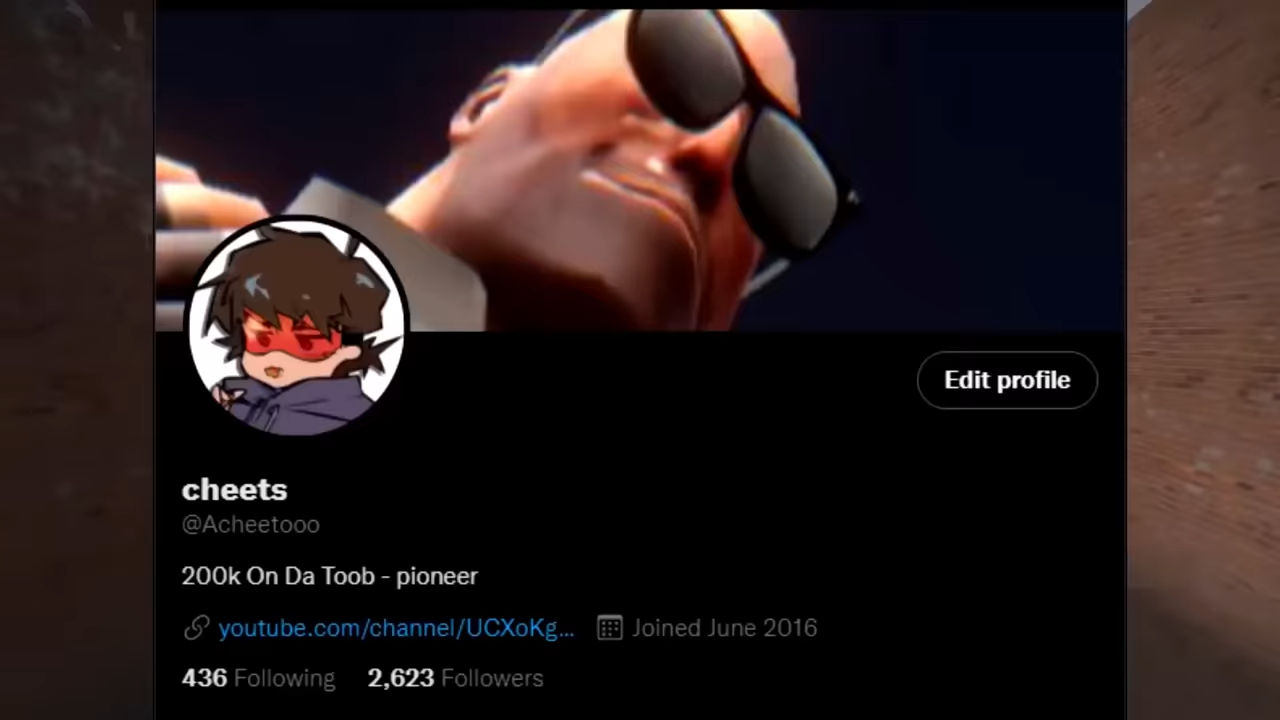 Edit profile
cheets
@Acheetooo
200k On Da Toob - pioneer
youtube.com/channel/UCXoKg... Joined June 2016
436 Following 2,623 Followers